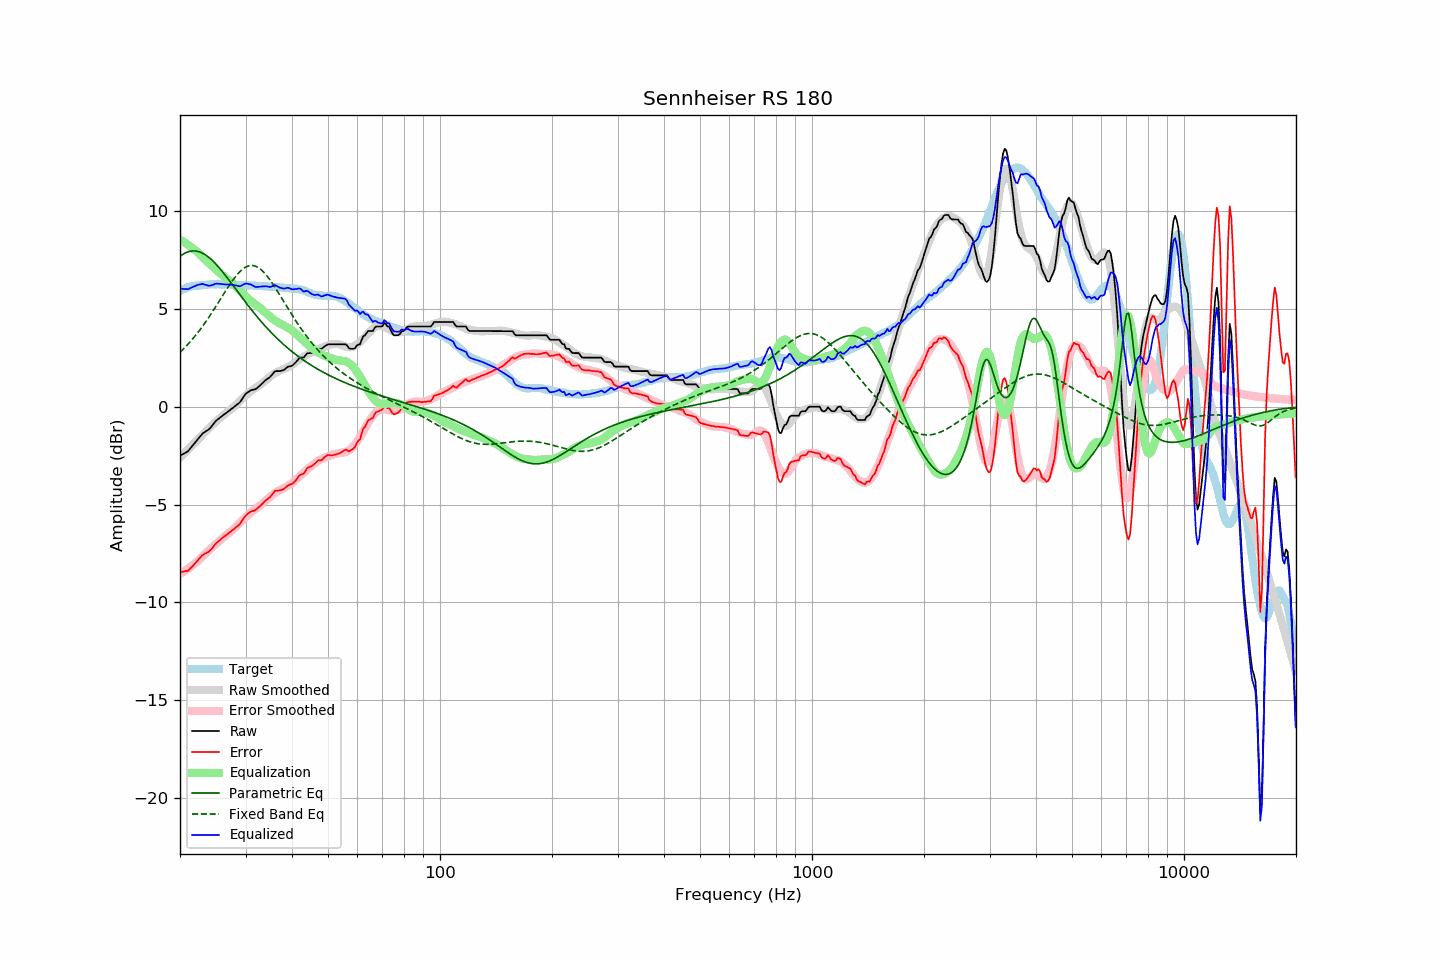 Sennheiser RS 180
Amplitude (dBr)
10
5
0
−5
−10
−15
−20
Target
Raw Smoothed
Error Smoothed
Raw
Error
Equalization
Parametric Eq
Fixed Band Eq
Equalized
100
1000
10000
Frequency (Hz)